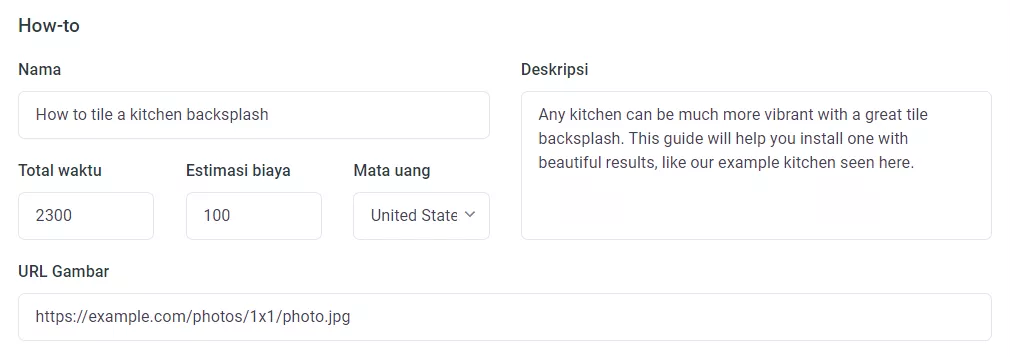 How-to
Nama
How to tile a kitchen backsplash
Deskripsi
Any kitchen can be much more vibrant with a great tile
backsplash. This guide will help you install one with
beautiful results, like our example kitchen seen here.
Total waktu
2300
Estimasi biaya
100
Mata uang
United State
URL Gambar
https://example.com/photos/1x1/photo.jpg